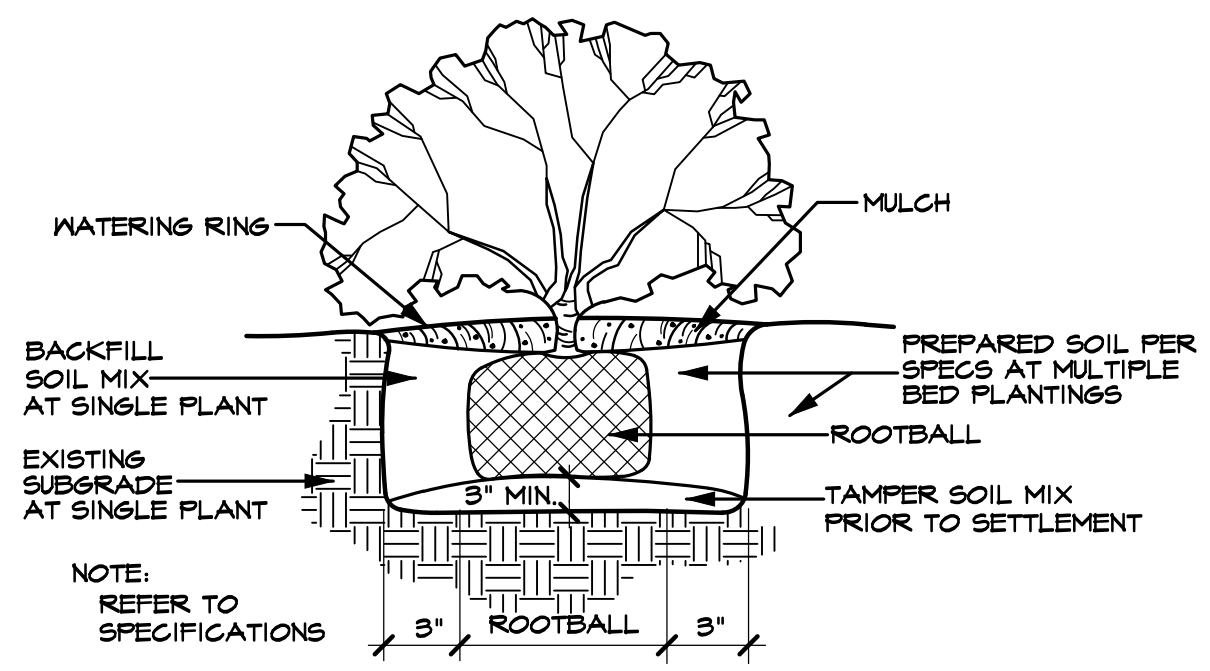 WATERING RING
MULCH
BACKFILL
SOIL MIX
AT SINGLE PLANT
PREPARED SOIL PER
SPECS AT MULTIPLE
BED PLANTINGS
ROOTBALL
EXISTING
SUBGRADE
AT SINGLE PLANT
3" MIN.
TAMPER SOIL MIX
PRIOR TO SETTLEMENT
NOTE:
REFER TO
SPECIFICATIONS
3"
ROOTBALL
3"